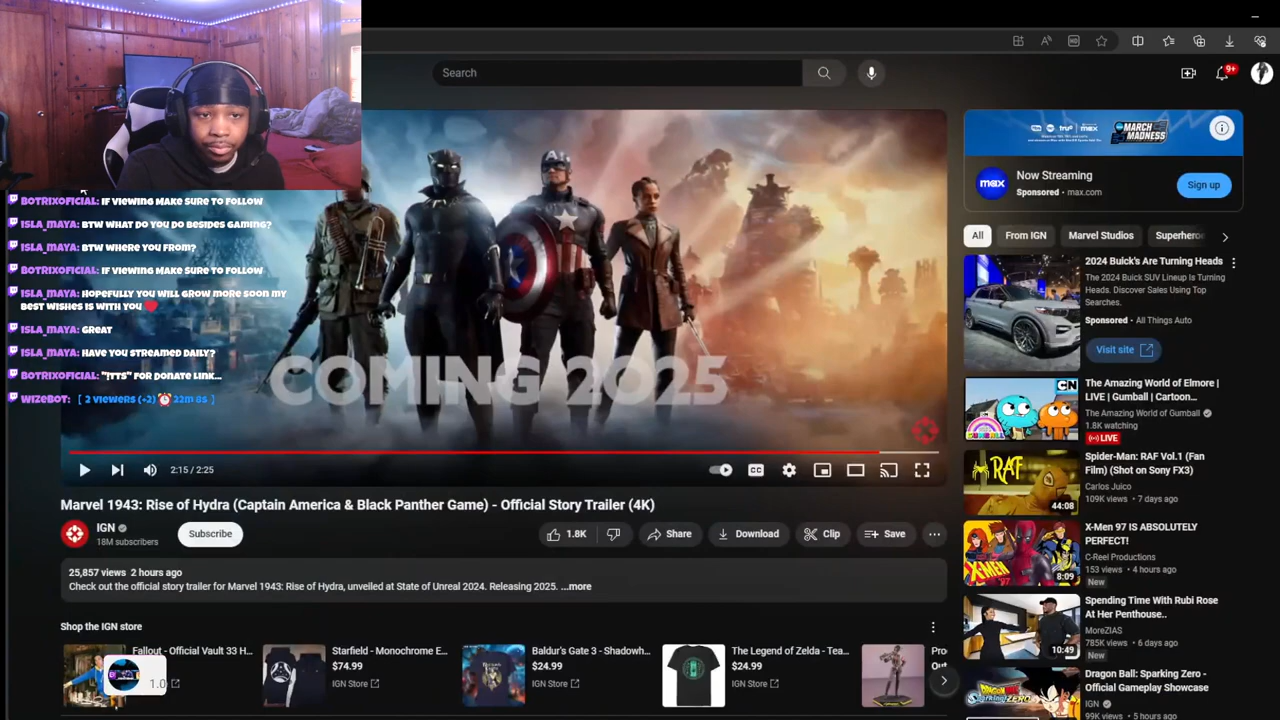 Search
9+
BOTRIXOFICIAL: IF VIEWING MAKE SURE TO FOLLOW
ISLA_MAYA: BTW WHAT DO YOU DO BESIDES GAMING?
ISLA_MAYA: BTW WHERE YOU FROM?
BOTRIXOFICIAL: IF VIEWING MAKE SURE TO FOLLOW
ISLA_MAYA: HOPEFULLY YOU WILL GROW MORE SOON MY
BEST WISHES IS WITH YOU ❤️
ISLA_MAYA: GREAT
ISLA_MAYA: HAVE YOU STREAMED DAILY?
BOTRIXOFICIAL: "!TTS" FOR DONATE LINK...
WIZEBOT: [ 2 VIEWERS (+2) ⏰ 22M 8S ]
COMING 2025
2:15 / 2:25
CC
Marvel 1943: Rise of Hydra (Captain America & Black Panther Game) - Official Story Trailer (4K)
IGN
18M subscribers
Subscribe
1.8K
Share
Download
Clip
Save
25,857 views 2 hours ago
Check out the official story trailer for Marvel 1943: Rise of Hydra, unveiled at State of Unreal 2024. Releasing 2025. ...more
Shop the IGN store
Fallout - Official Vault 33 H...
1.0
Starfield - Monochrome E...
$74.99
IGN Store
Baldur's Gate 3 - Shadowh...
$24.99
IGN Store
The Legend of Zelda - Tea...
$24.99
IGN Store
MARCH
MADNESS
max
Now Streaming
Sponsored · max.com
Sign up
All
From IGN
Marvel Studios
Superhero
2024 Buick's Are Turning Heads
The 2024 Buick SUV Lineup Is Turning
Heads. Discover Sales Using Top
Searches.
Sponsored · All Things Auto
Visit site
CN
The Amazing World of Elmore |
LIVE | Gumball | Cartoon...
The Amazing World of Gumball
1.8K watching
LIVE
RAF
44:08
Spider-Man: RAF Vol.1 (Fan
Film) (Shot on Sony FX3)
Carlos Juico
109K views · 7 days ago
X-MEN
8:09
X-Men 97 IS ABSOLUTELY
PERFECT!
C-Reel Productions
153 views · 4 hours ago
New
10:49
Spending Time With Rubi Rose
At Her Penthouse..
MoreZIAS
785K views · 6 days ago
New
Dragon Ball: Sparking Zero -
Official Gameplay Showcase
IGN
99K views · 5 hours ago